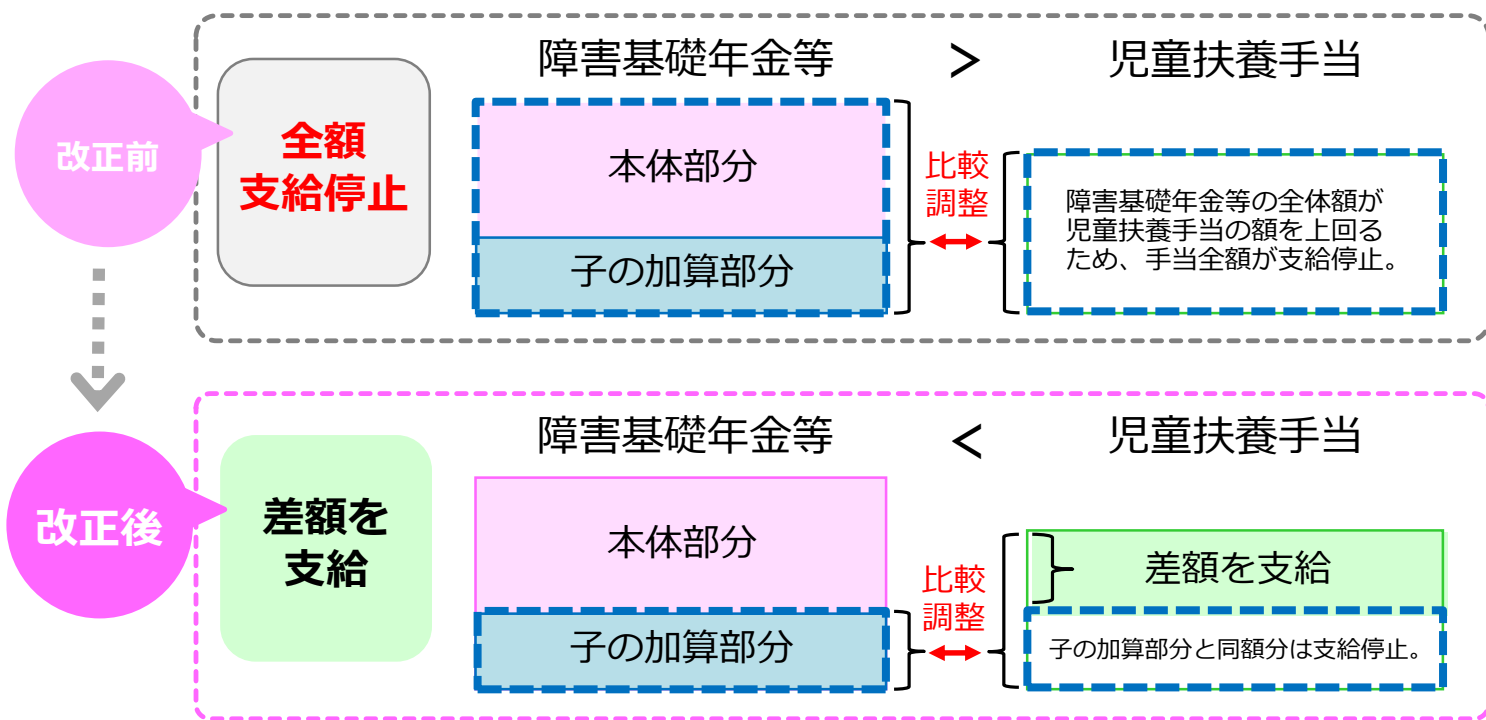 改正前
全額
支給停止
障害基礎年金等 > 児童扶養手当
本体部分
子の加算部分
比較
調整
障害基礎年金等の全体額が
児童扶養手当の額を上回る
ため、手当全額が支給停止。
改正後
差額を
支給
障害基礎年金等 < 児童扶養手当
本体部分
子の加算部分
比較
調整
差額を支給
子の加算部分と同額分は支給停止。